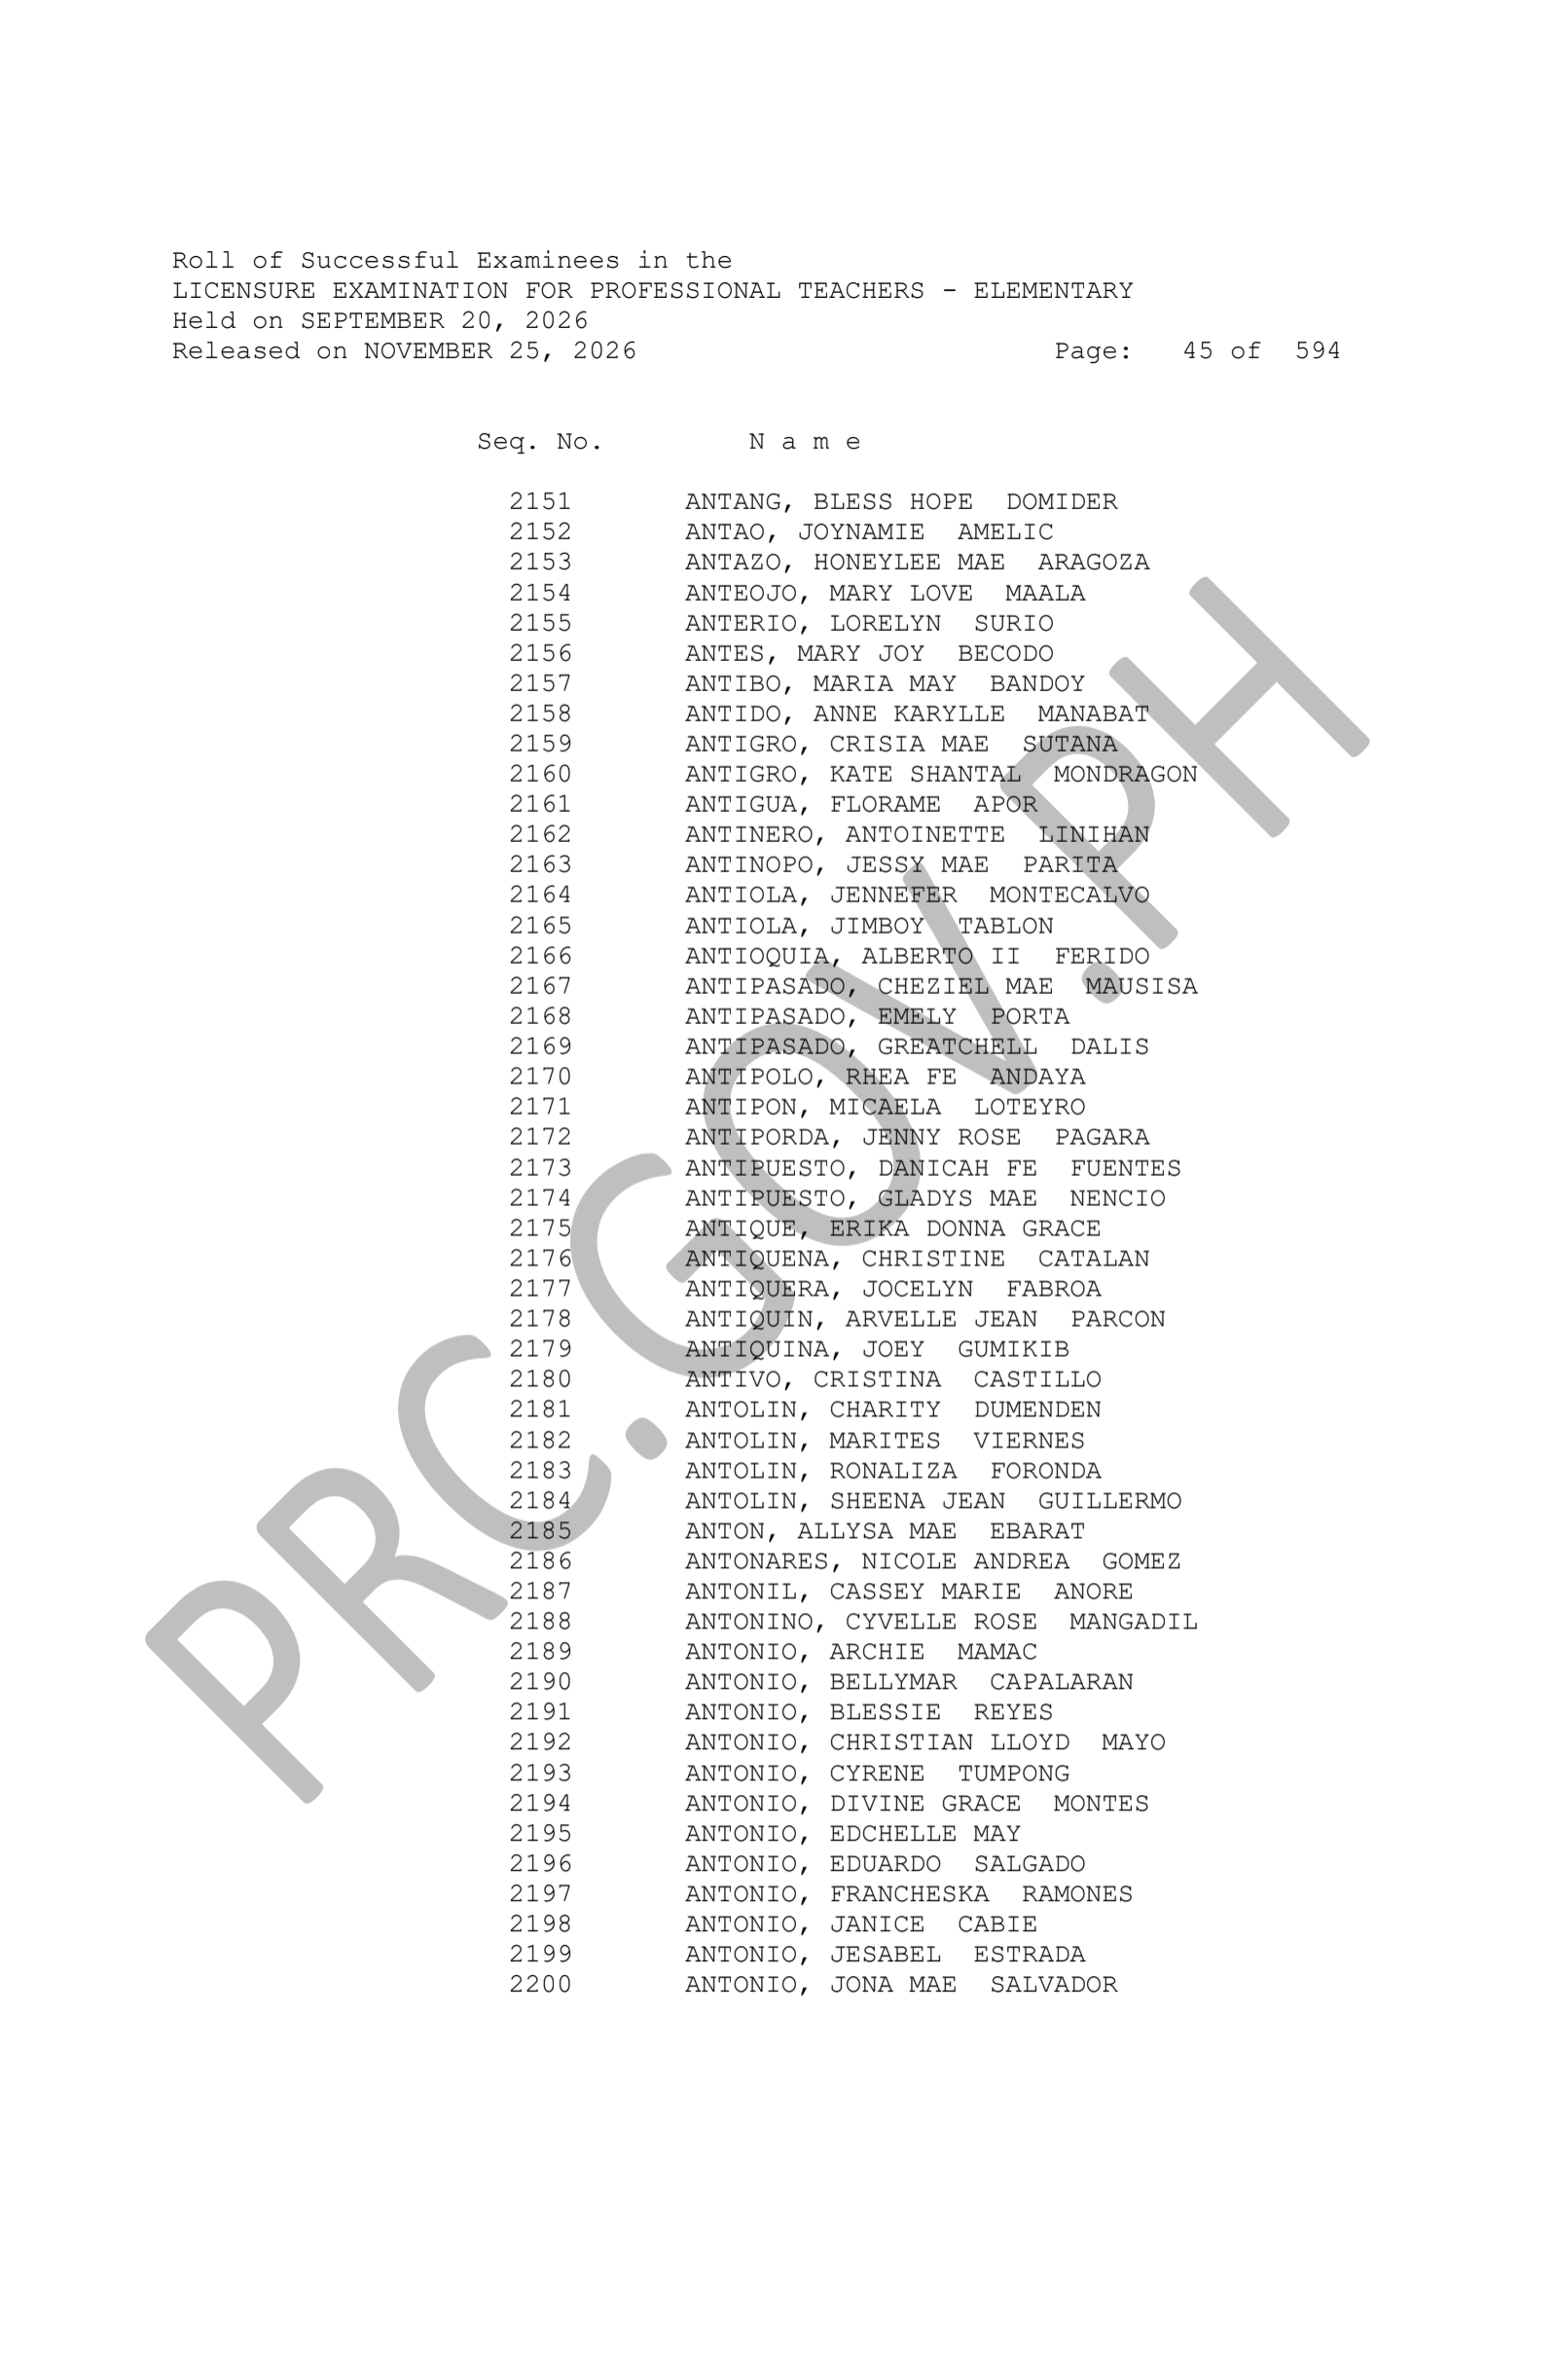 Roll of Successful Examinees in the
LICENSURE EXAMINATION FOR PROFESSIONAL TEACHERS - ELEMENTARY
Held on SEPTEMBER 20, 2026
Released on NOVEMBER 25, 2026 Page: 45 of 594
Seq. No. N a m e
2151 ANTANG, BLESS HOPE DOMIDER
2152 ANTAO, JOYNAMIE AMELIC
2153 ANTAZO, HONEYLEE MAE ARAGOZA
2154 ANTEOJO, MARY LOVE MAALA
2155 ANTERIO, LORELYN SURIO
2156 ANTES, MARY JOY BECODO
2157 ANTIBO, MARIA MAY BANDOY
2158 ANTIDO, ANNE KARYLLE MANABAT
2159 ANTIGRO, CRISIA MAE SUTANA
2160 ANTIGRO, KATE SHANTAL MONDRAGON
2161 ANTIGUA, FLORAME APOR
2162 ANTINERO, ANTOINETTE LINIHAN
2163 ANTINOPO, JESSY MAE PARITA
2164 ANTIOLA, JENNEFER MONTECALVO
2165 ANTIOLA, JIMBOY TABLON
2166 ANTIOQUIA, ALBERTO II FERIDO
2167 ANTIPASADO, CHEZIEL MAE MAUSISA
2168 ANTIPASADO, EMELY PORTA
2169 ANTIPASADO, GREATCHELL DALIS
2170 ANTIPOLO, RHEA FE ANDAYA
2171 ANTIPON, MICAELA LOTEYRO
2172 ANTIPORDA, JENNY ROSE PAGARA
2173 ANTIPUESTO, DANICAH FE FUENTES
2174 ANTIPUESTO, GLADYS MAE NENCIO
2175 ANTIQUE, ERIKA DONNA GRACE
2176 ANTIQUENA, CHRISTINE CATALAN
2177 ANTIQUERA, JOCELYN FABROA
2178 ANTIQUIN, ARVELLE JEAN PARCON
2179 ANTIQUINA, JOEY GUMIKIB
2180 ANTIVO, CRISTINA CASTILLO
2181 ANTOLIN, CHARITY DUMENDEN
2182 ANTOLIN, MARITES VIERNES
2183 ANTOLIN, RONALIZA FORONDA
2184 ANTOLIN, SHEENA JEAN GUILLERMO
2185 ANTON, ALLYSA MAE EBARAT
2186 ANTONARES, NICOLE ANDREA GOMEZ
2187 ANTONIL, CASSEY MARIE ANORE
2188 ANTONINO, CYVELLE ROSE MANGADIL
2189 ANTONIO, ARCHIE MAMAC
2190 ANTONIO, BELLYMAR CAPALARAN
2191 ANTONIO, BLESSIE REYES
2192 ANTONIO, CHRISTIAN LLOYD MAYO
2193 ANTONIO, CYRENE TUMPONG
2194 ANTONIO, DIVINE GRACE MONTES
2195 ANTONIO, EDCHELLE MAY
2196 ANTONIO, EDUARDO SALGADO
2197 ANTONIO, FRANCHESKA RAMONES
2198 ANTONIO, JANICE CABIE
2199 ANTONIO, JESABEL ESTRADA
2200 ANTONIO, JONA MAE SALVADOR
PRC.GOV.PH